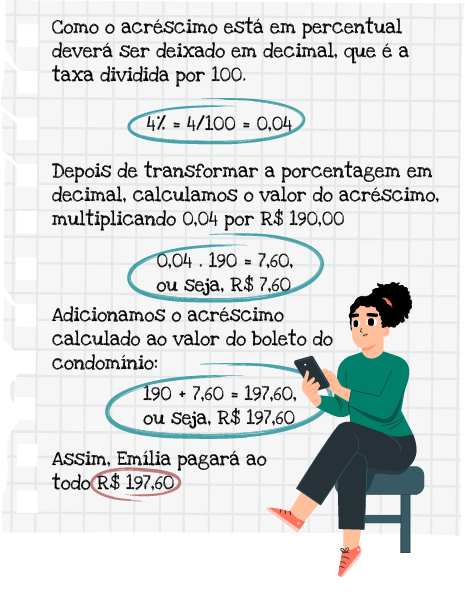 Como o acréscimo está em percentual
deverá ser deixado em decimal, que é a
taxa dividida por 100.
4% = 4/100 = 0,04
Depois de transformar a porcentagem em
decimal, calculamos o valor do acréscimo,
multiplicando 0,04 por R$ 190,00
0,04 . 190 = 7,60,
ou seja, R$ 7,60
Adicionamos o acréscimo
calculado ao valor do boleto do
condomínio:
190 + 7,60 = 197,60,
ou seja, R$ 197,60
Assim, Emília pagará ao
todo R$ 197,60